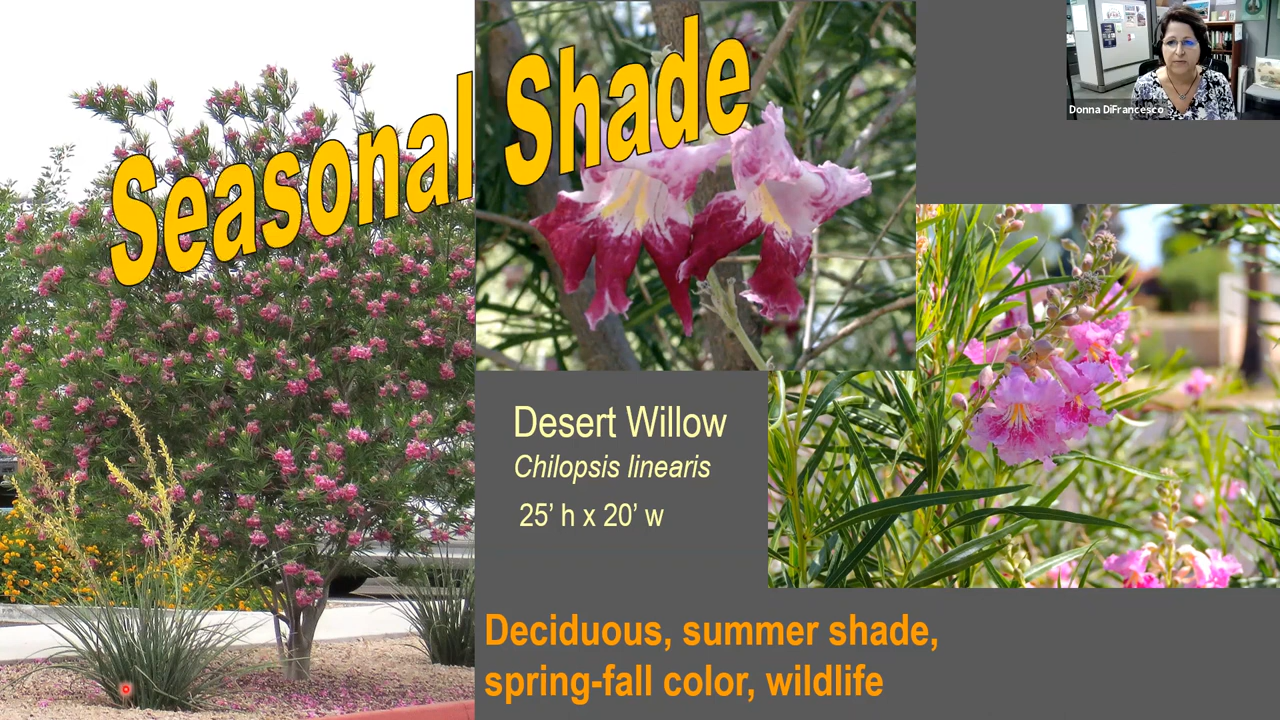 Seasonal Shade
Donna DiFrancesco
Desert Willow
Chilopsis linearis
25’ h x 20’ w
Deciduous, summer shade,
spring-fall color, wildlife